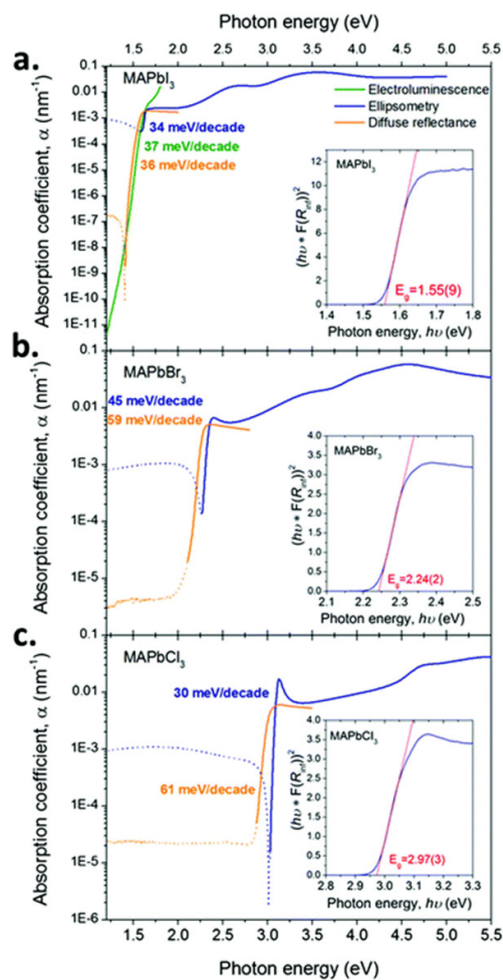 Photon energy (eV)
1.5 2.0 2.5 3.0 3.5 4.0 4.5 5.0 5.5
a.
MAPbI₃
Electroluminescence
Ellipsometry
Diffuse reflectance
34 meV/decade
37 meV/decade
36 meV/decade
Absorption coefficient, α (nm⁻¹)
0.1
0.01
1E-3
1E-4
1E-5
1E-6
1E-7
1E-8
1E-9
1E-10
1E-11
MAPbI₃
(hυ * F(R_inf))²
12
10
8
6
4
2
0
E_g=1.55(9)
1.4 1.5 1.6 1.7 1.8
Photon energy, hυ (eV)
b.
MAPbBr₃
45 meV/decade
59 meV/decade
Absorption coefficient, α (nm⁻¹)
0.1
0.01
1E-3
1E-4
1E-5
MAPbBr₃
(hυ * F(R_inf))²
4.0
3.5
3.0
2.5
2.0
1.5
1.0
0.5
0.0
E_g=2.24(2)
2.1 2.2 2.3 2.4 2.5
Photon energy, hυ (eV)
c.
MAPbCl₃
30 meV/decade
61 meV/decade
Absorption coefficient, α (nm⁻¹)
0.1
0.01
1E-3
1E-4
1E-5
1E-6
MAPbCl₃
(hυ * F(R_inf))²
4.0
3.5
3.0
2.5
2.0
1.5
1.0
0.5
0.0
E_g=2.97(3)
2.8 2.9 3.0 3.1 3.2 3.3
Photon energy, hυ (eV)
1.5 2.0 2.5 3.0 3.5 4.0 4.5 5.0 5.5
Photon energy (eV)